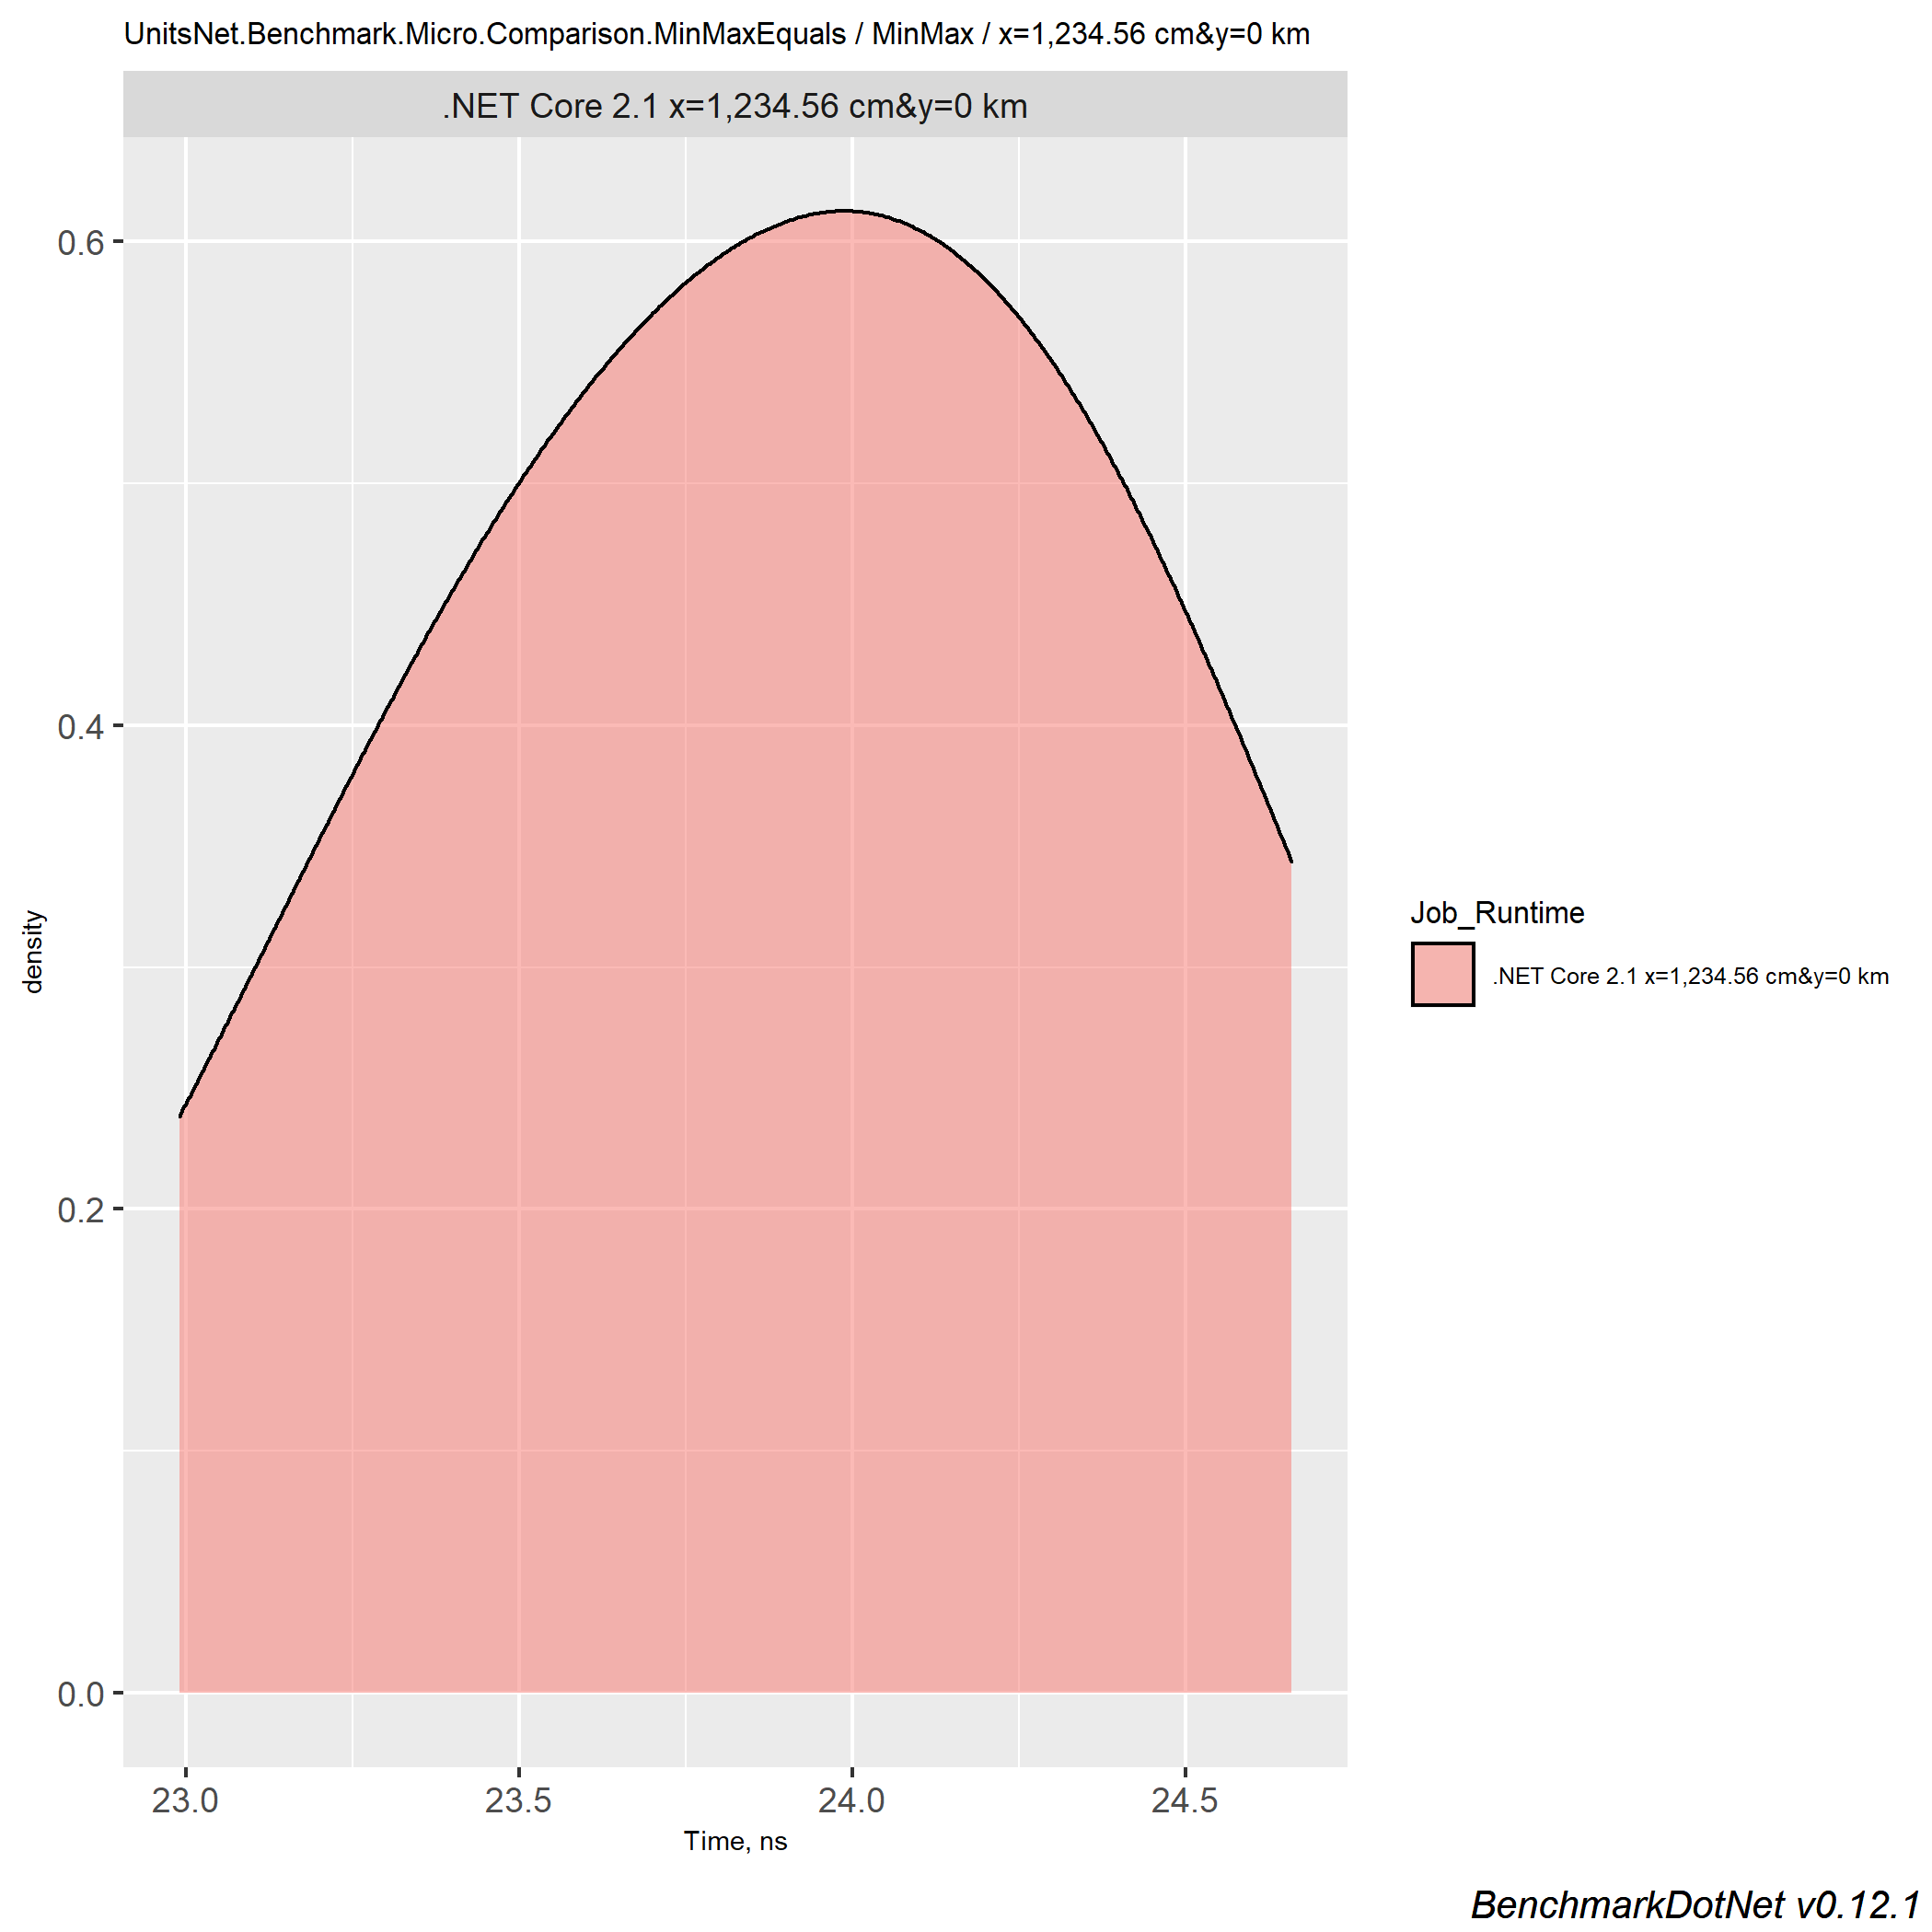 UnitsNet.Benchmark.Micro.Comparison.MinMaxEquals / MinMax / x=1,234.56 cm&y=0 km
.NET Core 2.1 x=1,234.56 cm&y=0 km
0.6
0.4
0.2
0.0
density
23.0 23.5 24.0 24.5
Time, ns
Job_Runtime
.NET Core 2.1 x=1,234.56 cm&y=0 km
BenchmarkDotNet v0.12.1